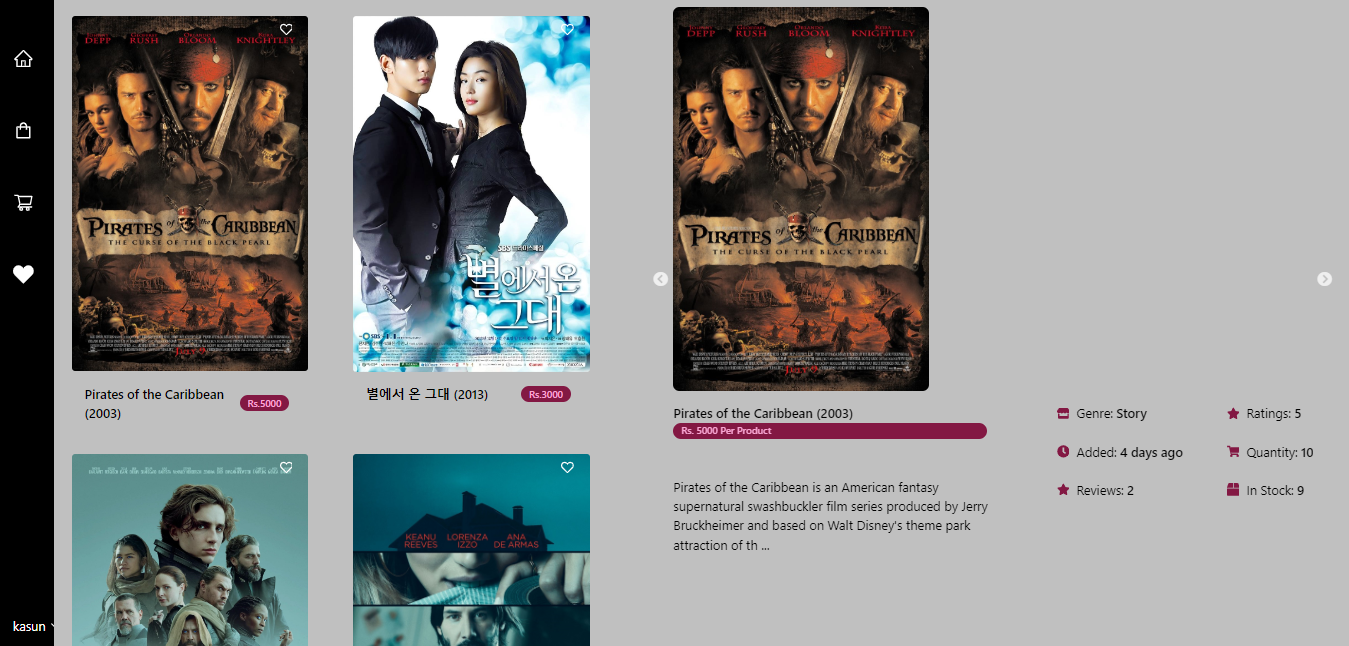 DEPP RUSH BLOOM KNIGHTLEY
PIRATES of the CARIBBEAN
THE CURSE OF THE BLACK PEARL
Pirates of the Caribbean
(2003)
Rs.5000
SBS
별에서 온
그대
SBS
별에서 온 그대 (2013)
Rs.3000
KEANU REEVES
LORENZA IZZO
ANA DE ARMAS
kasun
DEPP RUSH BLOOM KNIGHTLEY
PIRATES of the CARIBBEAN
THE CURSE OF THE BLACK PEARL
Pirates of the Caribbean (2003)
Rs. 5000 Per Product
Pirates of the Caribbean is an American fantasy
supernatural swashbuckler film series produced by Jerry
Bruckheimer and based on Walt Disney's theme park
attraction of th ...
Genre: Story
Ratings: 5
Added: 4 days ago
Quantity: 10
Reviews: 2
In Stock: 9